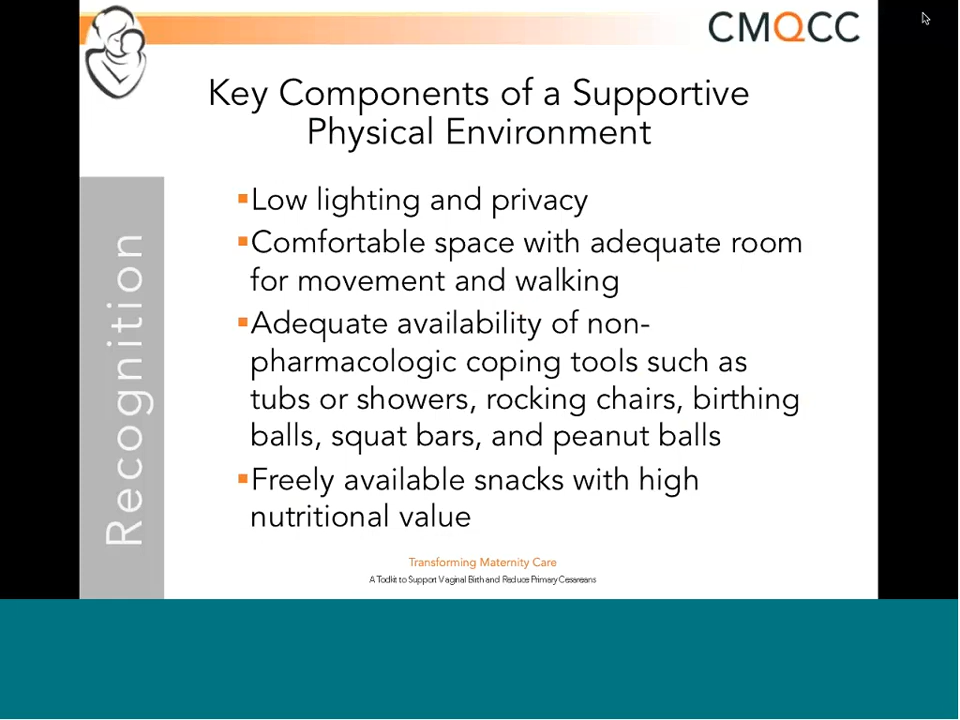 CMQCC
Key Components of a Supportive
Physical Environment
Recognition
▪Low lighting and privacy
▪Comfortable space with adequate room
for movement and walking
▪Adequate availability of non-
pharmacologic coping tools such as
tubs or showers, rocking chairs, birthing
balls, squat bars, and peanut balls
▪Freely available snacks with high
nutritional value
Transforming Maternity Care
A Toolkit to Support Vaginal Birth and Reduce Primary Cesareans